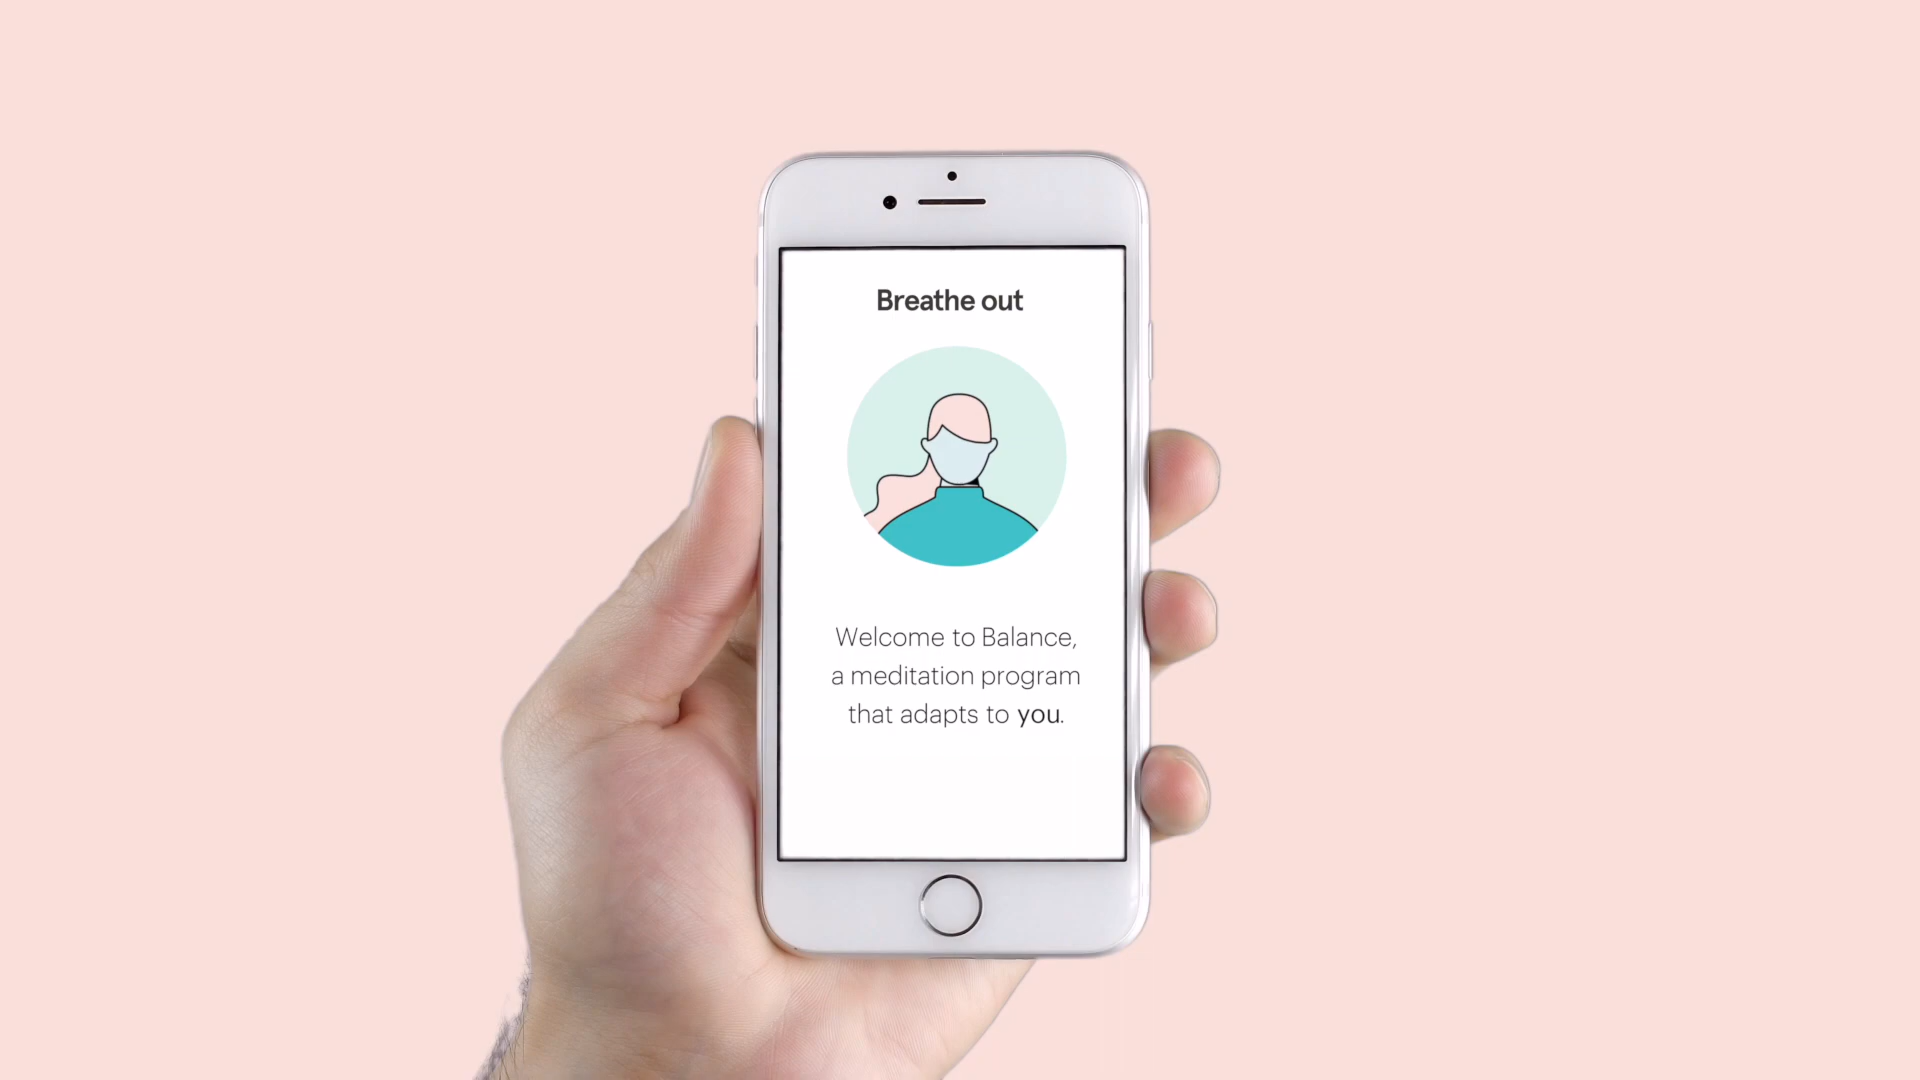 Breathe out
Welcome to Balance,
a meditation program
that adapts to you.